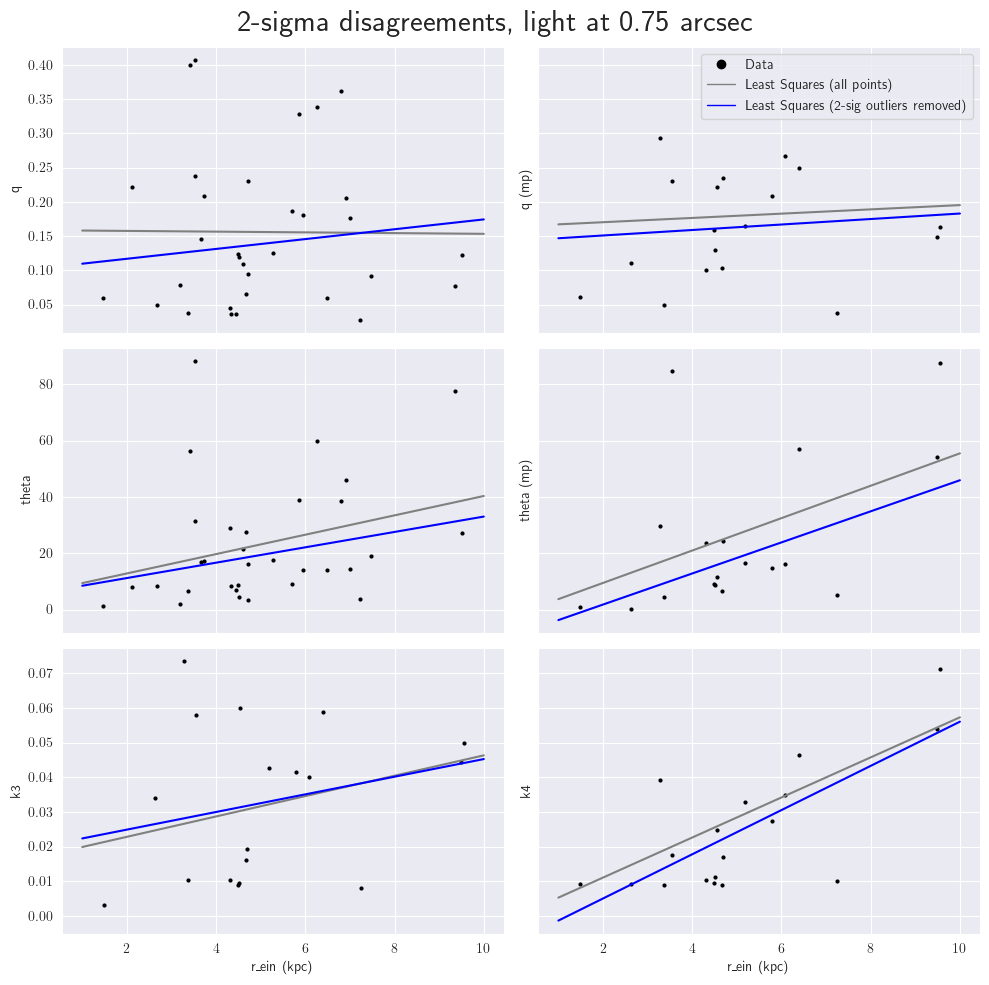 2-sigma disagreements, light at 0.75 arcsec
0.40
0.35
0.30
0.25
0.20
0.15
0.10
0.05
q
Data
Least Squares (all points)
Least Squares (2-sig outliers removed)
q (mp)
80
60
40
20
0
theta
theta (mp)
0.07
0.06
0.05
0.04
0.03
0.02
0.01
0.00
k3
2
4
6
8
10
r_ein (kpc)
k4
2
4
6
8
10
r_ein (kpc)